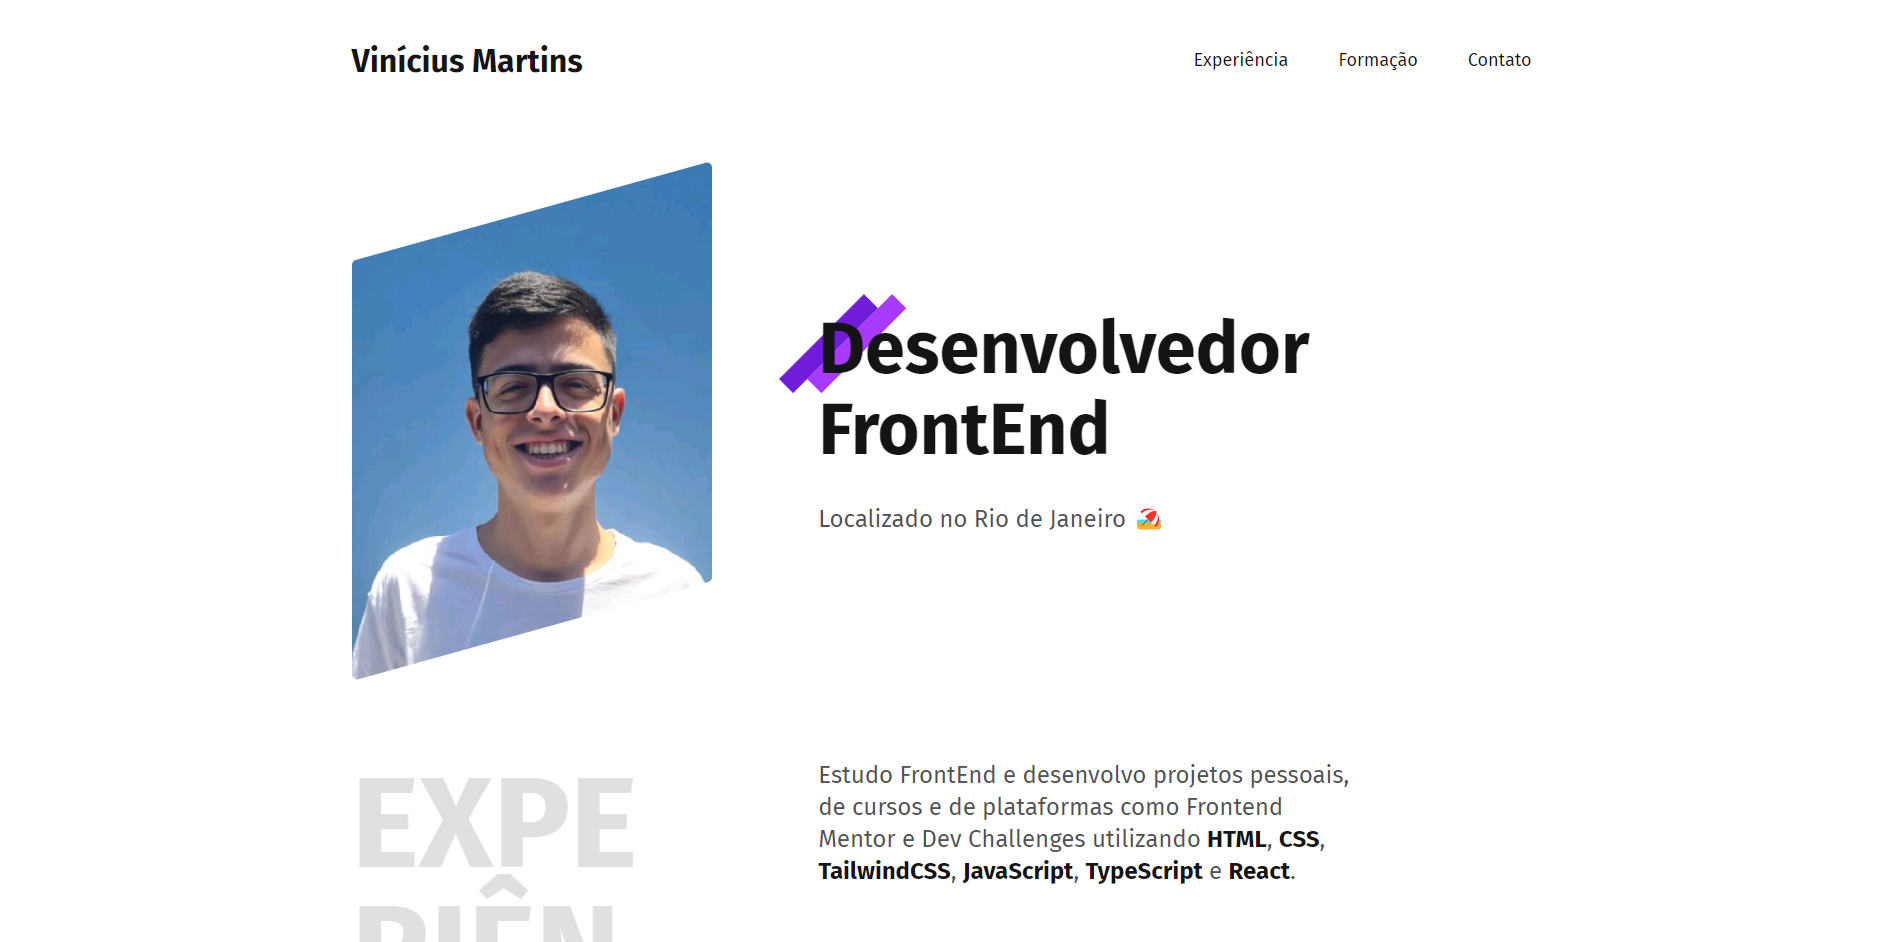 Vinícius Martins
Experiência
Formação
Contato
Desenvolvedor
FrontEnd
Localizado no Rio de Janeiro 🏖️
EXPE
RIÊN
Estudo FrontEnd e desenvolvo projetos pessoais,
de cursos e de plataformas como Frontend
Mentor e Dev Challenges utilizando HTML, CSS,
TailwindCSS, JavaScript, TypeScript e React.